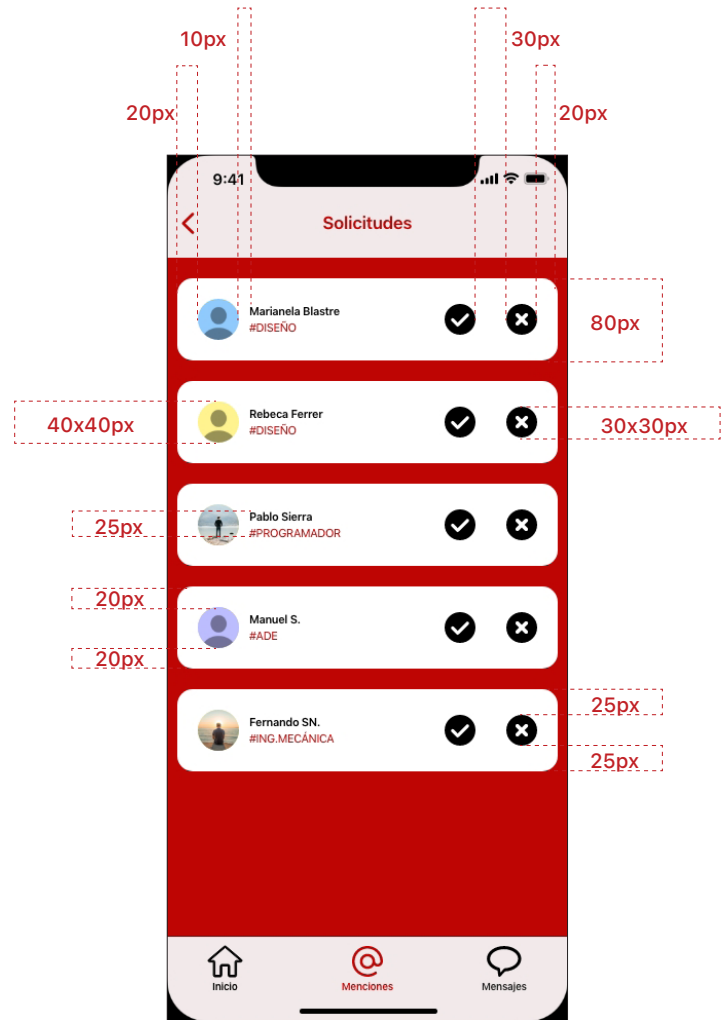 10px
30px
20px
20px
9:41
Solicitudes
Marianela Blastre
#DISEÑO
80px
Rebeca Ferrer
#DISEÑO
40x40px
30x30px
Pablo Sierra
#PROGRAMADOR
25px
20px
Manuel S.
#ADE
20px
Fernando SN.
#ING.MECÁNICA
25px
25px
Inicio
Menciones
Mensajes